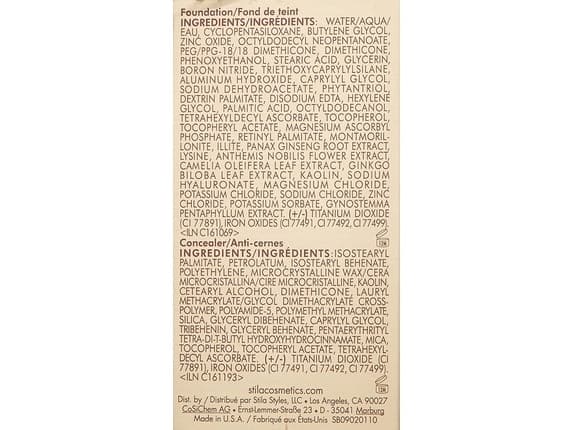 Foundation/Fond de teint
INGREDIENTS/INGRÉDIENTS: WATER/AQUA/
EAU, CYCLOPENTASILOXANE, BUTYLENE GLYCOL,
ZINC OXIDE, OCTYLDODECYL NEOPENTANOATE,
PEG/PPG-18/18 DIMETHICONE, DIMETHICONE,
PHENOXYETHANOL, STEARIC ACID, GLYCERIN,
BORON NITRIDE, TRIETHOXYCAPRYLYLSILANE,
ALUMINUM HYDROXIDE, CAPRYLYL GLYCOL,
SODIUM DEHYDROACETATE, PHYTANTRIOL,
DEXTRIN PALMITATE, DISODIUM EDTA, HEXYLENE
GLYCOL, PALMITIC ACID, OCTYLDODECANOL,
TETRAHEXYLDECYL ASCORBATE, TOCOPHEROL,
TOCOPHERYL ACETATE, MAGNESIUM ASCORBYL
PHOSPHATE, RETINYL PALMITATE, MONTMORIL-
LONITE, ILLITE, PANAX GINSENG ROOT EXTRACT,
LYSINE, ANTHEMIS NOBILIS FLOWER EXTRACT,
CAMELIA OLEIFERA LEAF EXTRACT, GINKGO
BILOBA LEAF EXTRACT, KAOLIN, SODIUM
HYALURONATE, MAGNESIUM CHLORIDE,
POTASSIUM CHLORIDE, SODIUM CHLORIDE, ZINC
CHLORIDE, POTASSIUM SORBATE, GYNOSTEMMA
PENTAPHYLLUM EXTRACT. (+/-) TITANIUM DIOXIDE
(CI 77891), IRON OXIDES (CI 77491, CI 77492, CI 77499)
<ILN C161069> 12M
Concealer/Anti-cernes
INGREDIENTS/INGRÉDIENTS: ISOSTEARYL
PALMITATE, PETROLATUM, ISOSTEARYL BEHENATE,
POLYETHYLENE, MICROCRYSTALLINE WAX/CERA
MICROCRISTALLINA/CIRE MICROCRISTALLINE, KAOLIN,
CETEARYL ALCOHOL, DIMETHICONE, LAURYL
METHACRYLATE/GLYCOL DIMETHACRYLATE CROSS-
POLYMER, POLYAMIDE-5, POLYMETHYL METHACRYLATE,
SILICA, GLYCERYL DIBEHENATE, CAPRYLYL GLYCOL,
TRIBEHENIN, GLYCERYL BEHENATE, PENTAERYTHRITYL
TETRA-DI-T-BUTYL HYDROXYHYDROCINNAMATE, MICA,
TOCOPHEROL, TOCOPHERYL ACETATE, TETRAHEXYL-
DECYL ASCORBATE. (+/-) TITANIUM DIOXIDE (CI
77891), IRON OXIDES (CI 77491, CI 77492, CI 77499)
<ILN C161193> 12M
stilacosmetics.com
Dist. by / Distribué par Stila Styles, LLC • Los Angeles, CA 90027
CoSiChem AG • Ernst-Lemmer-Straße 23 • D - 35041 Marburg
Made in U.S.A. / Fabriqué aux États-Unis SB09020110